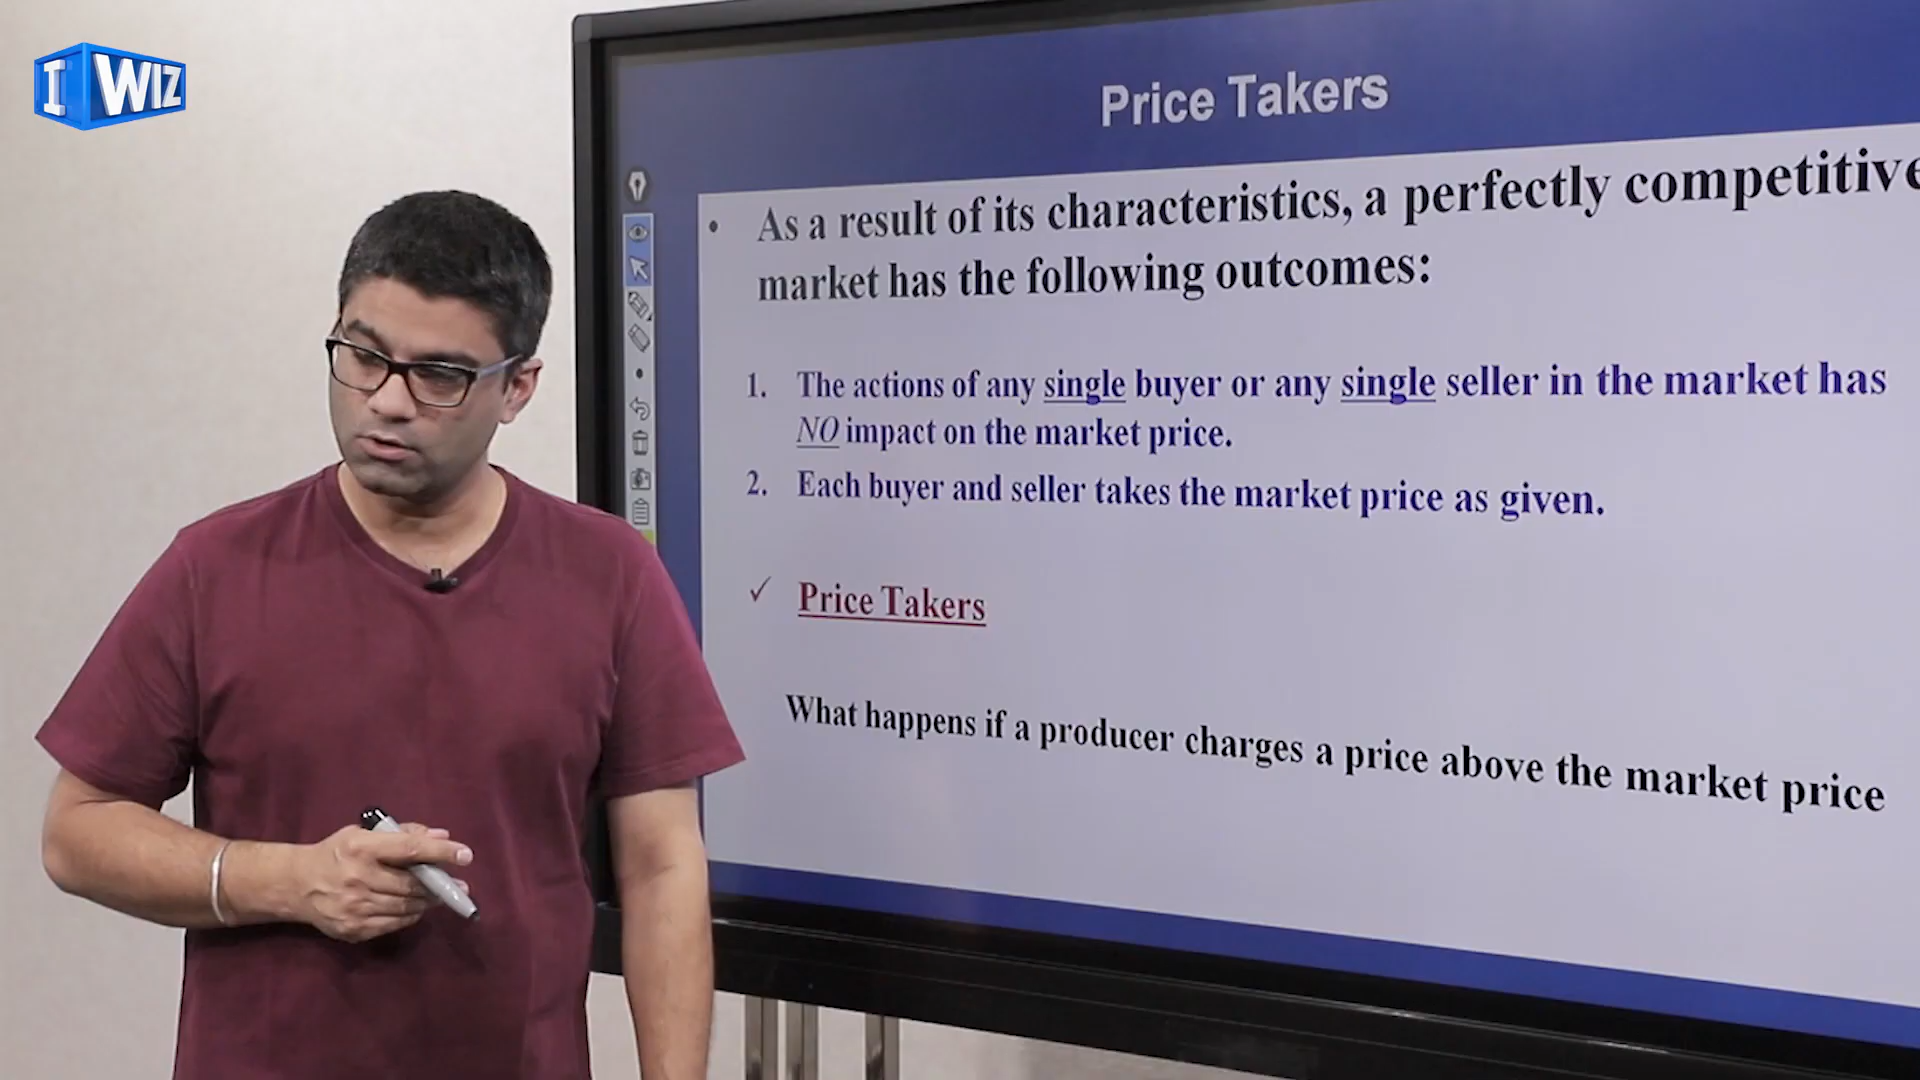 I WIZ
Price Takers
• As a result of its characteristics, a perfectly competitive
market has the following outcomes:
1. The actions of any single buyer or any single seller in the market has
NO impact on the market price.
2. Each buyer and seller takes the market price as given.
✓ Price Takers
What happens if a producer charges a price above the market price